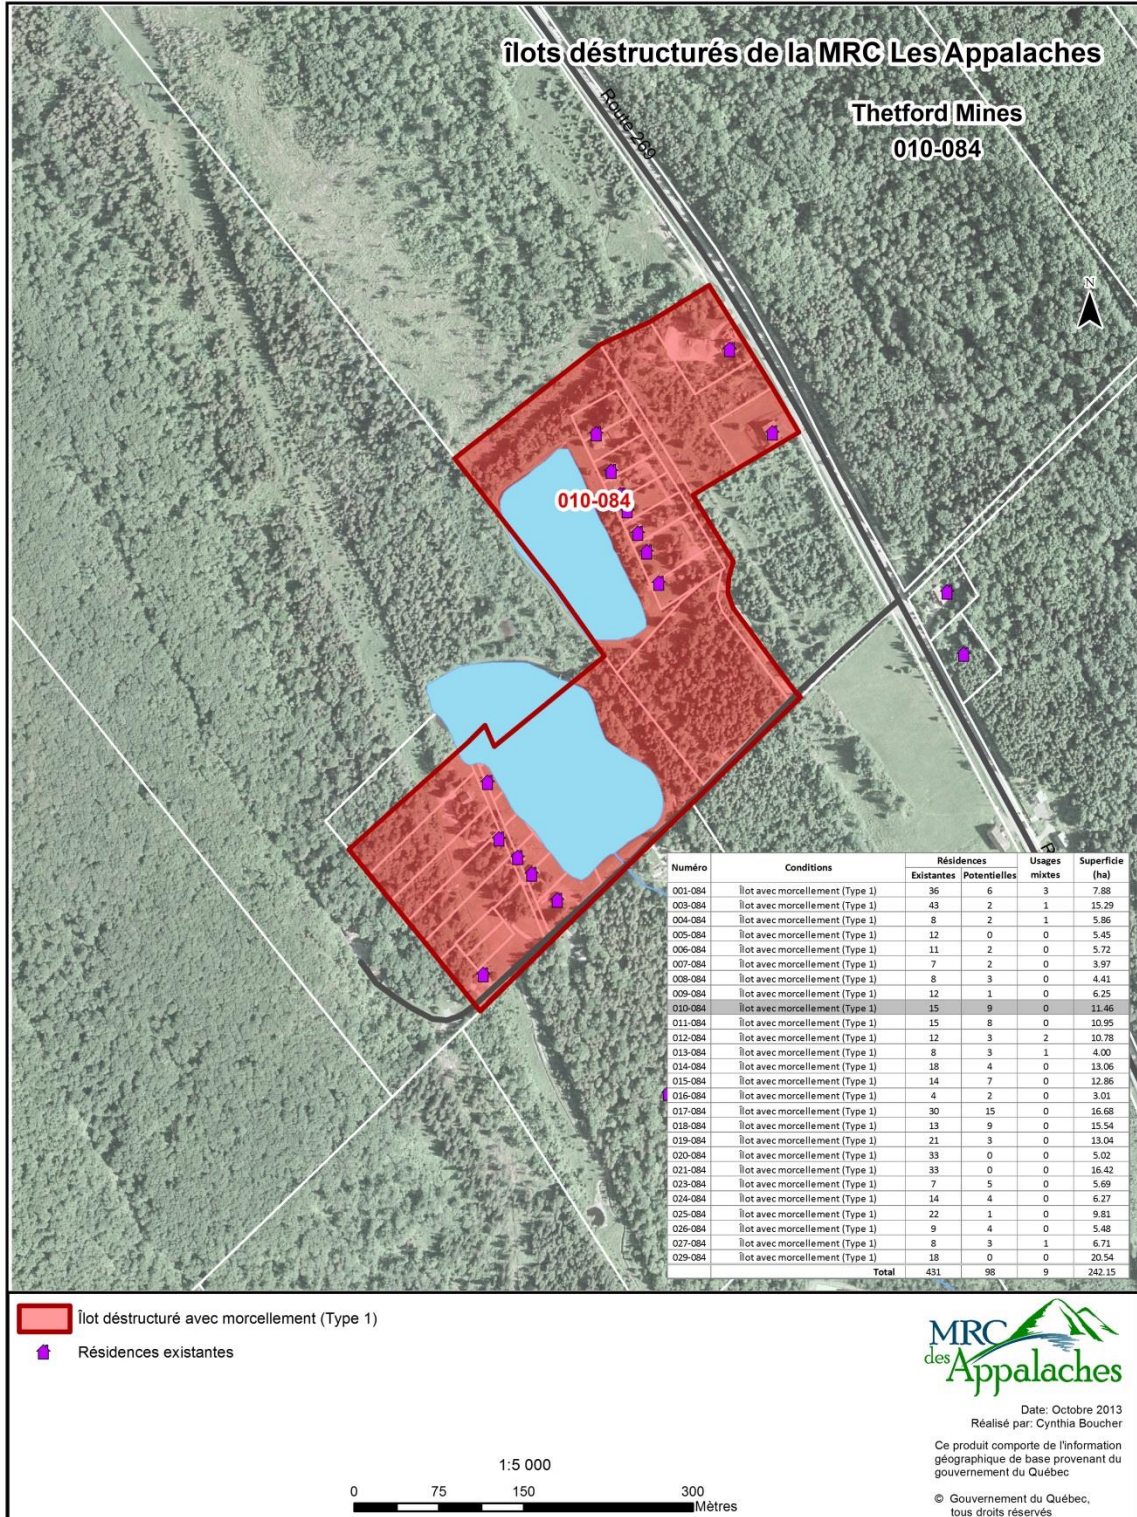 îlots déstructurés de la MRC Les Appalaches
Thetford Mines
010-084
Route 269
N
010-084
R
Numéro Conditions Résidences Usages mixtes Superficie (ha)
Existantes Potentielles
001-084 Îlot avec morcellement (Type 1) 36 6 3 7.88
003-084 Îlot avec morcellement (Type 1) 43 2 1 15.29
004-084 Îlot avec morcellement (Type 1) 8 2 1 5.86
005-084 Îlot avec morcellement (Type 1) 12 0 0 5.45
006-084 Îlot avec morcellement (Type 1) 11 2 0 5.72
007-084 Îlot avec morcellement (Type 1) 7 2 0 3.97
008-084 Îlot avec morcellement (Type 1) 8 3 0 4.41
009-084 Îlot avec morcellement (Type 1) 12 1 0 6.25
010-084 Îlot avec morcellement (Type 1) 15 9 0 11.46
011-084 Îlot avec morcellement (Type 1) 15 8 0 10.95
012-084 Îlot avec morcellement (Type 1) 12 3 2 10.78
013-084 Îlot avec morcellement (Type 1) 8 3 1 4.00
014-084 Îlot avec morcellement (Type 1) 18 4 0 13.06
015-084 Îlot avec morcellement (Type 1) 14 7 0 12.86
016-084 Îlot avec morcellement (Type 1) 4 2 0 3.01
017-084 Îlot avec morcellement (Type 1) 30 15 0 16.68
018-084 Îlot avec morcellement (Type 1) 13 9 0 15.54
019-084 Îlot avec morcellement (Type 1) 21 3 0 13.04
020-084 Îlot avec morcellement (Type 1) 33 0 0 5.02
021-084 Îlot avec morcellement (Type 1) 33 0 0 16.42
023-084 Îlot avec morcellement (Type 1) 7 5 0 5.69
024-084 Îlot avec morcellement (Type 1) 14 4 0 6.27
025-084 Îlot avec morcellement (Type 1) 22 1 0 9.81
026-084 Îlot avec morcellement (Type 1) 9 4 0 5.48
027-084 Îlot avec morcellement (Type 1) 8 3 1 6.71
029-084 Îlot avec morcellement (Type 1) 18 0 0 20.54
Total 431 98 9 242.15
Îlot déstructuré avec morcellement (Type 1)
Résidences existantes
1:5 000
0 75 150 300
Mètres
MRC
des Appalaches
Date: Octobre 2013
Réalisé par: Cynthia Boucher
Ce produit comporte de l'information
géographique de base provenant du
gouvernement du Québec
© Gouvernement du Québec,
tous droits réservés